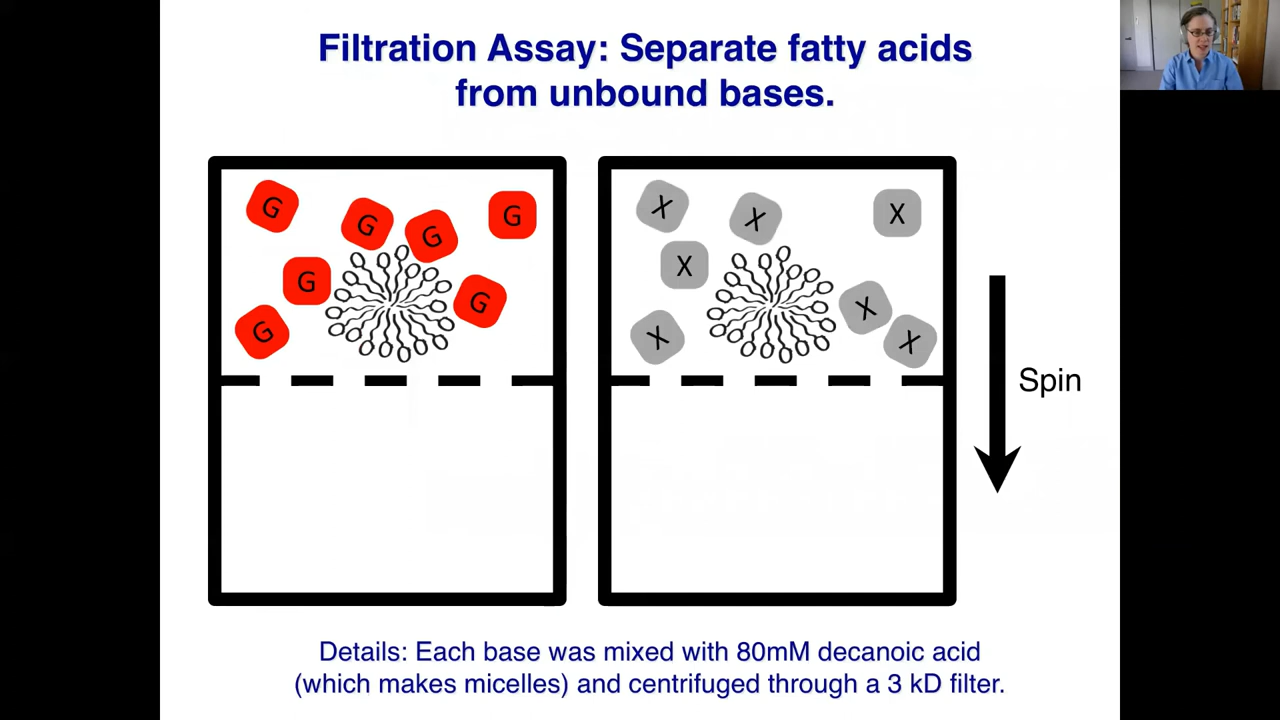 Filtration Assay: Separate fatty acids
from unbound bases.
G
G
G
G
G
G
G
X
X
X
X
X
X
X
Spin
Details: Each base was mixed with 80mM decanoic acid
(which makes micelles) and centrifuged through a 3 kD filter.